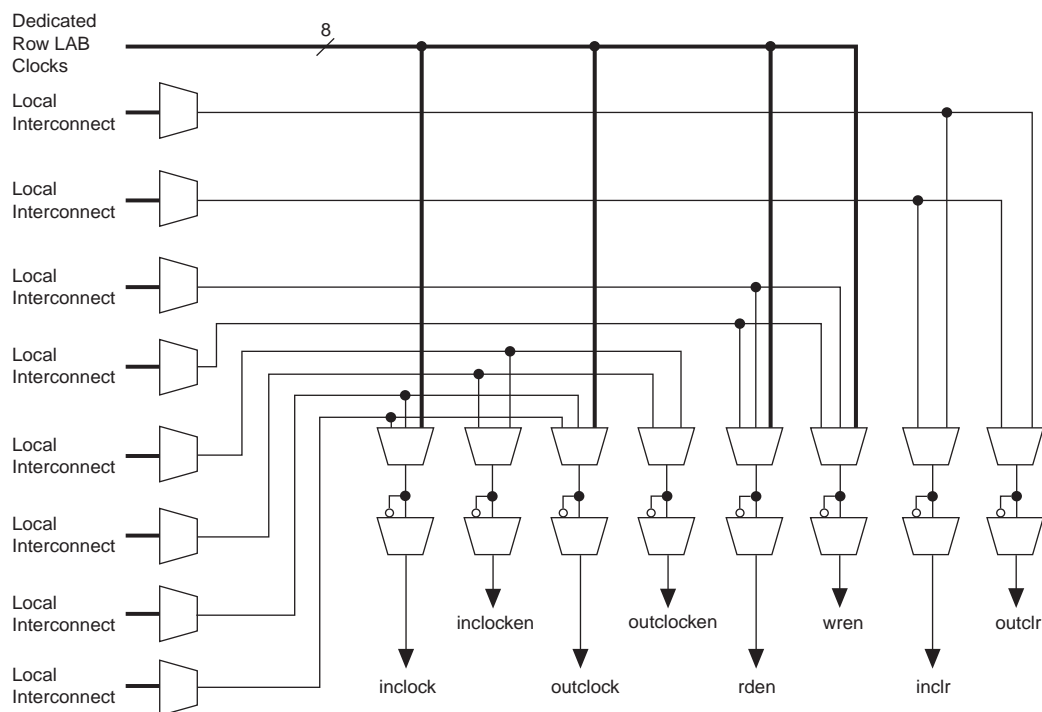 Dedicated
Row LAB
Clocks
8
Local
Interconnect
Local
Interconnect
Local
Interconnect
Local
Interconnect
Local
Interconnect
Local
Interconnect
Local
Interconnect
Local
Interconnect
inclocken
outclocken
wren
outclr
inclock
outclock
rden
inclr